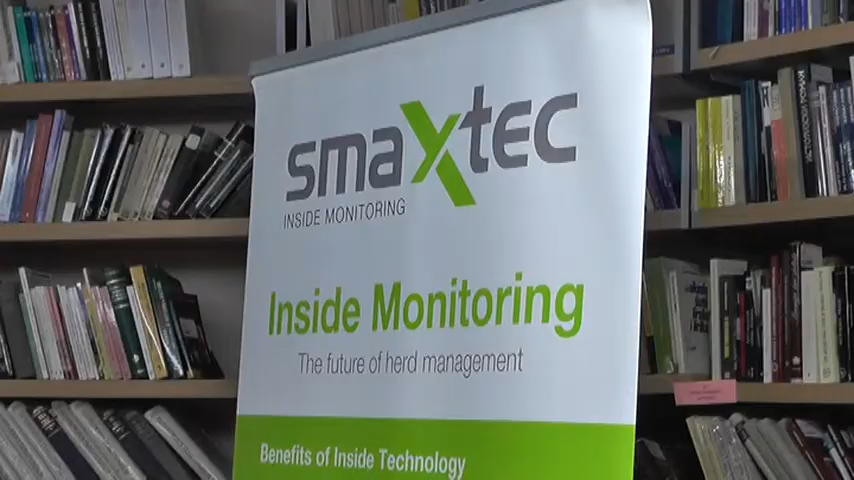 smaXtec
INSIDE MONITORING
Inside Monitoring
The future of herd management
Benefits of Inside Technology